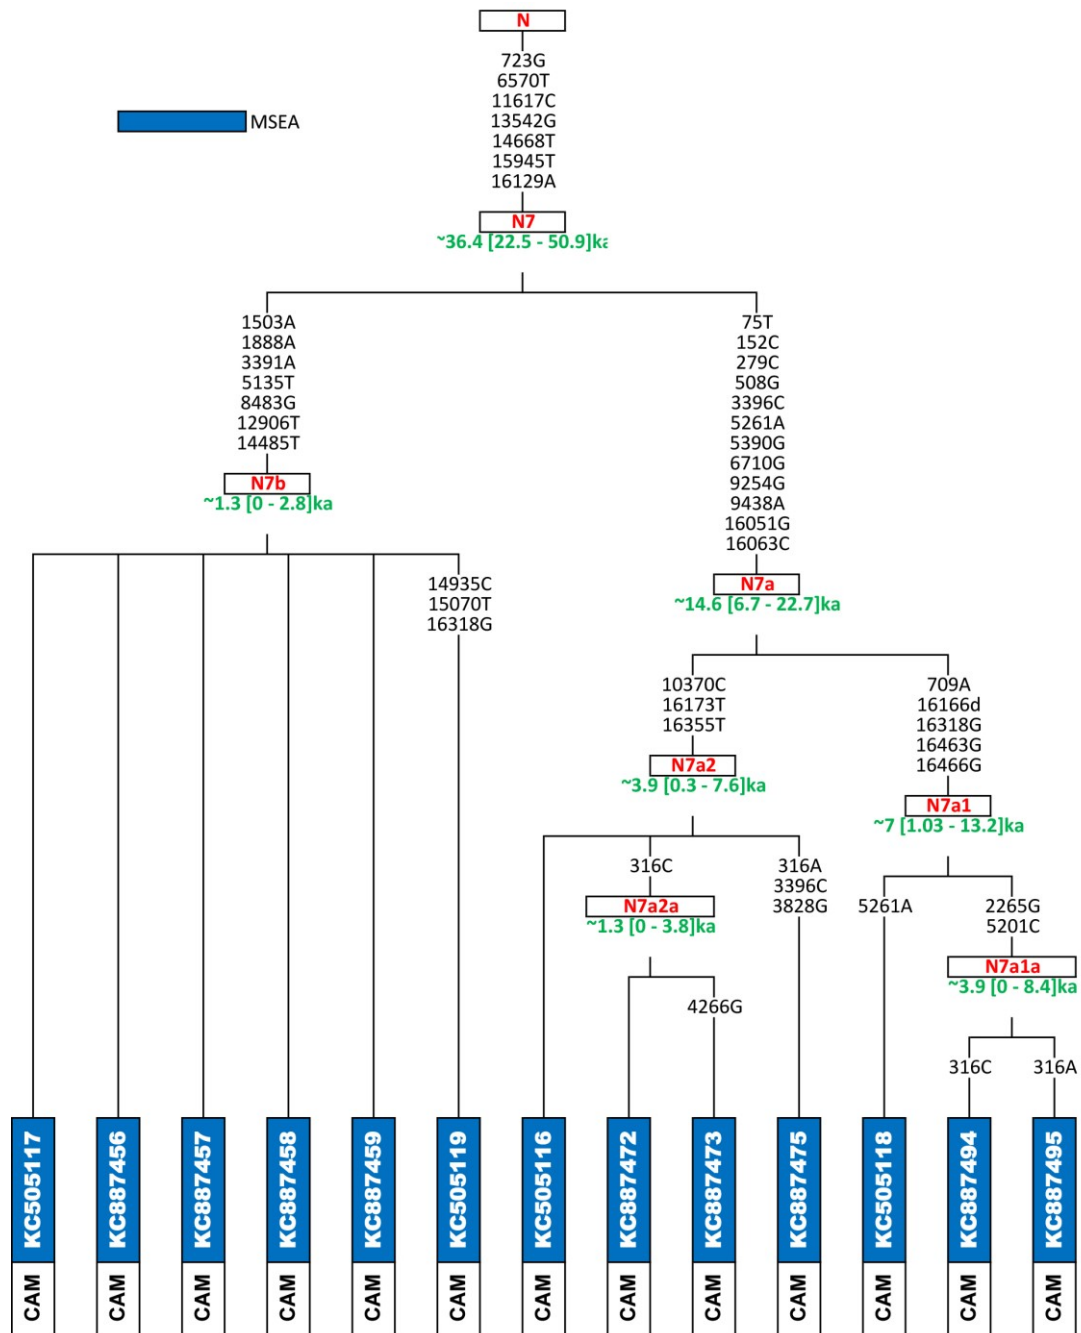 N
723G
6570T
11617C
13542G
14668T
15945T
16129A
MSEA
N7
~36.4 [22.5 - 50.9]ka
1503A
1888A
3391A
5135T
8483G
12906T
14485T
N7b
~1.3 [0 - 2.8]ka
75T
152C
279C
508G
3396C
5261A
5390G
6710G
9254G
9438A
16051G
16063C
N7a
~14.6 [6.7 - 22.7]ka
14935C
15070T
16318G
10370C
16173T
16355T
N7a2
~3.9 [0.3 - 7.6]ka
709A
16166d
16318G
16463G
16466G
N7a1
~7 [1.03 - 13.2]ka
316C
N7a2a
~1.3 [0 - 3.8]ka
4266G
316A
3396C
3828G
5261A
2265G
5201C
N7a1a
~3.9 [0 - 8.4]ka
316C
316A
KC505117
KC887456
KC887457
KC887458
KC887459
KC505119
KC505116
KC887472
KC887473
KC887475
KC505118
KC887494
KC887495
CAM
CAM
CAM
CAM
CAM
CAM
CAM
CAM
CAM
CAM
CAM
CAM
CAM